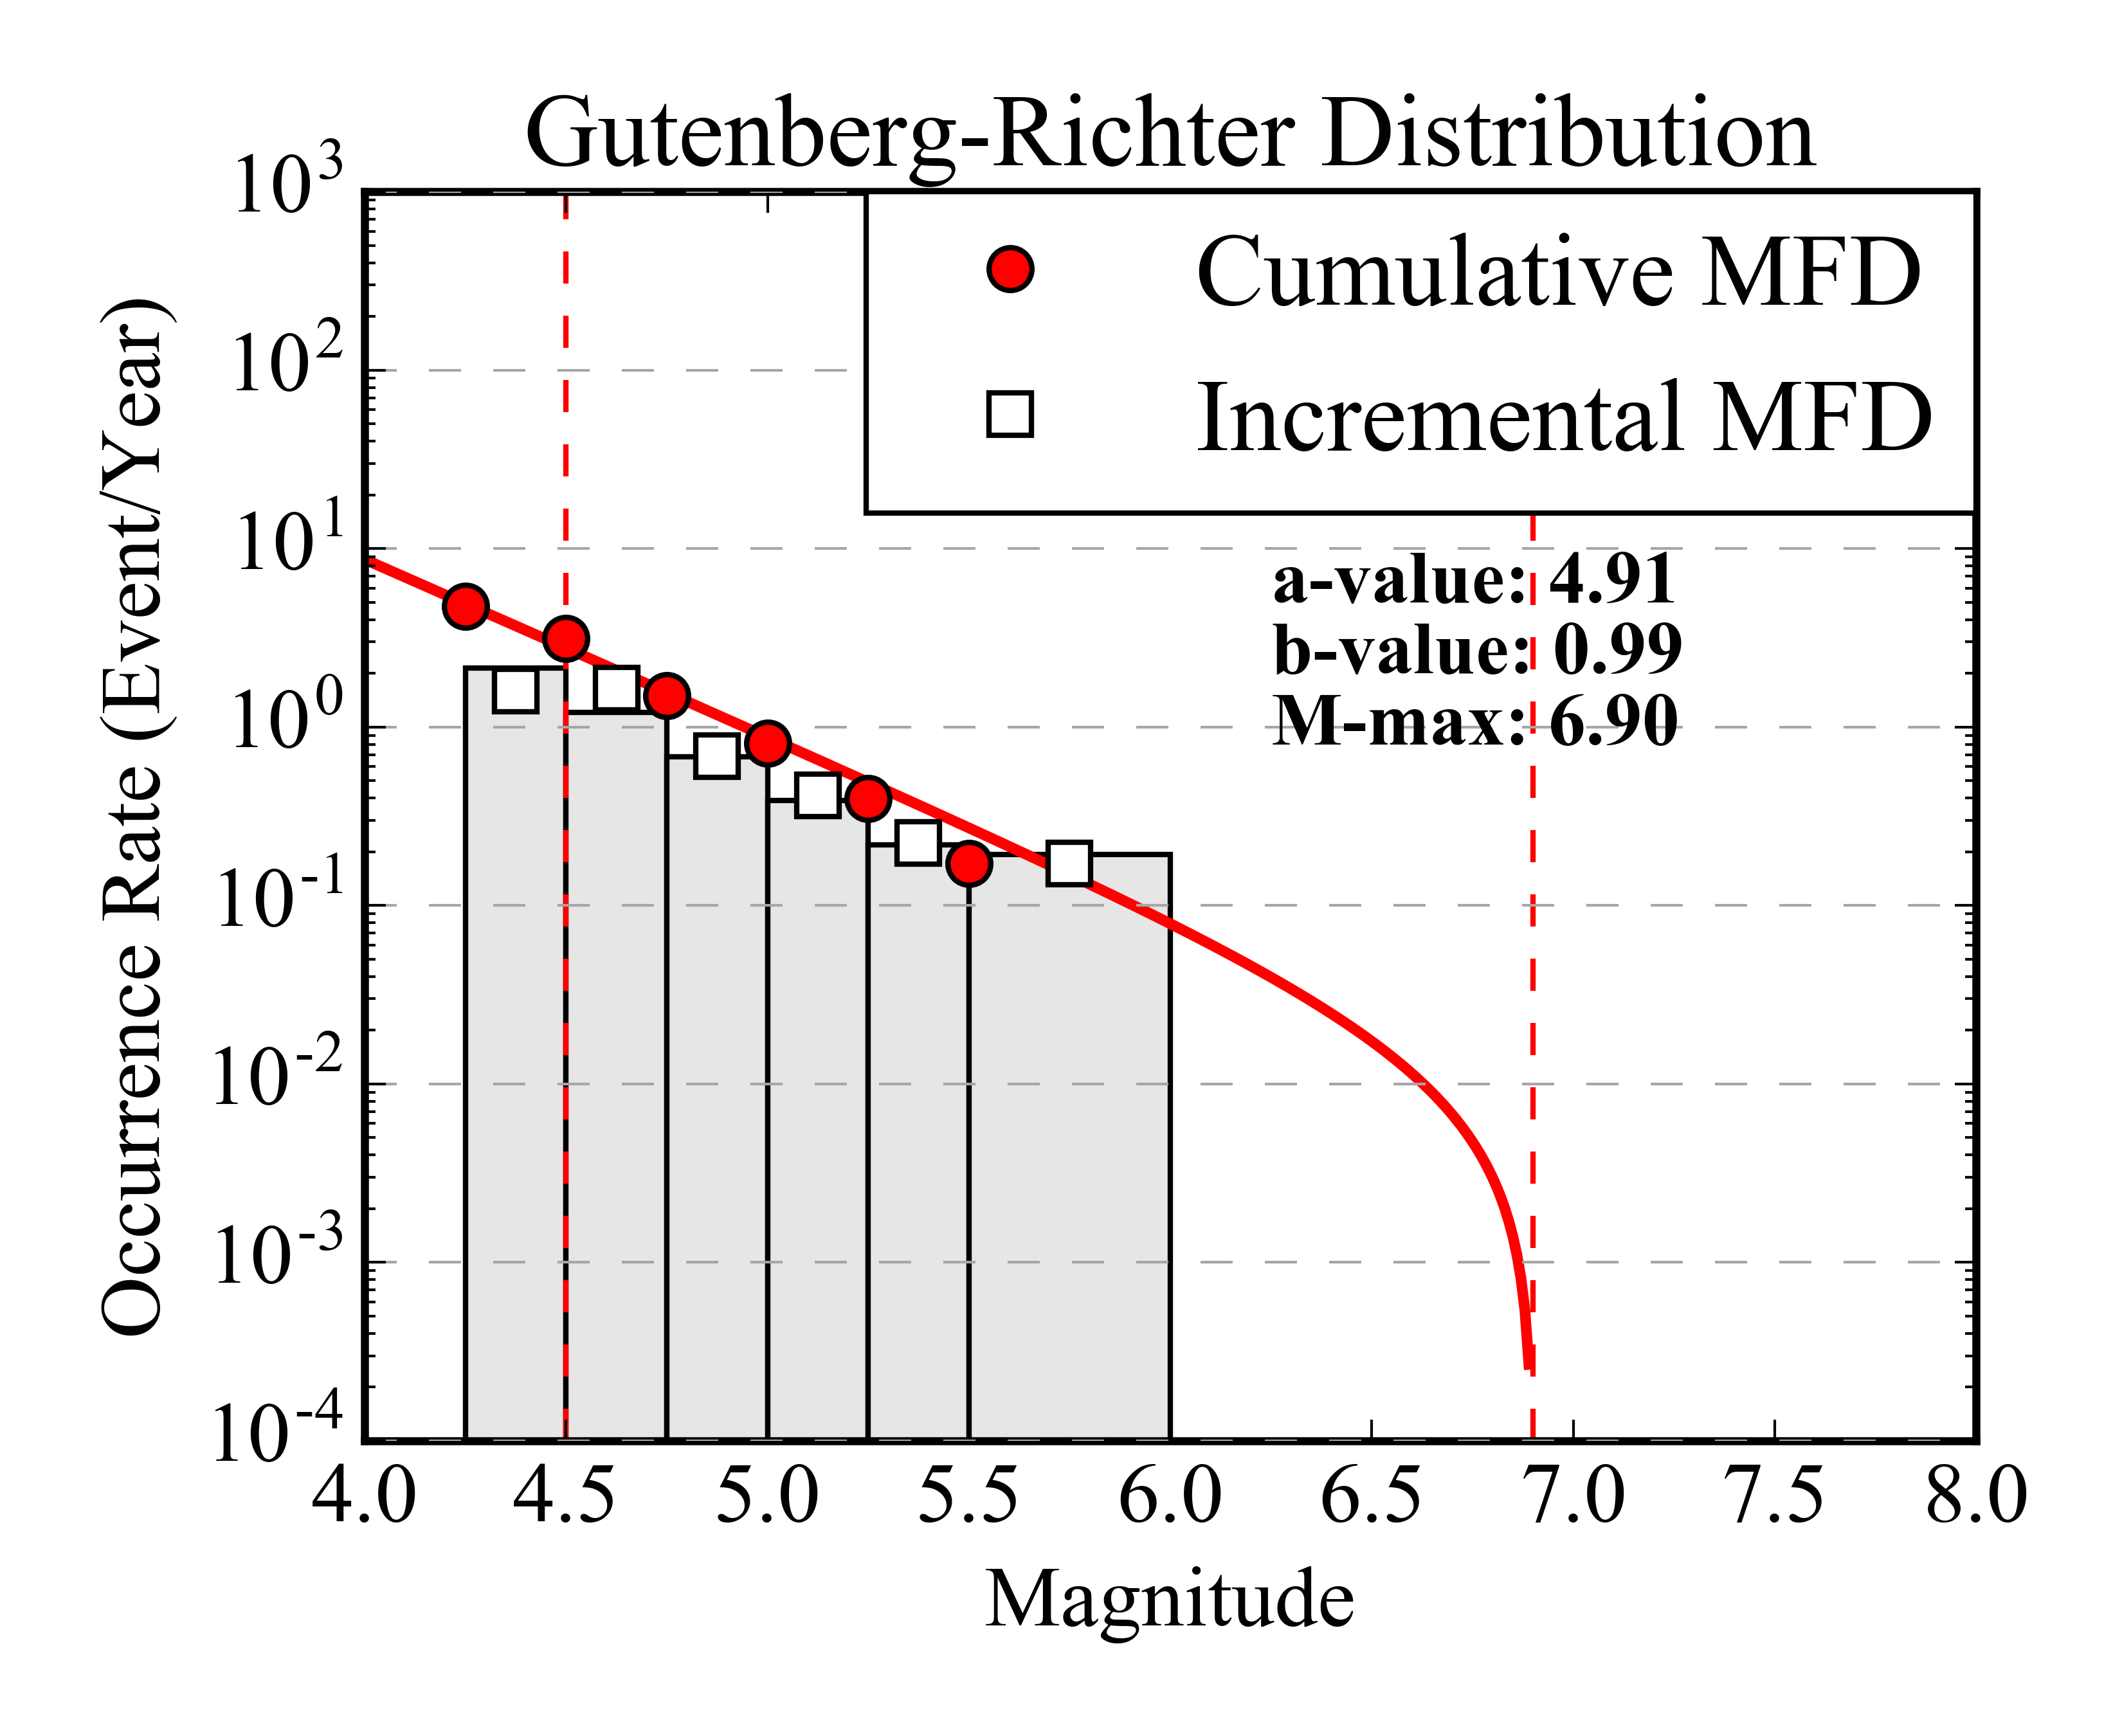 Gutenberg-Richter Distribution
10^3
10^2
10^1
10^0
10^-1
10^-2
10^-3
10^-4
Occurrence Rate (Event/Year)
Cumulative MFD
Incremental MFD
a-value: 4.91
b-value: 0.99
M-max: 6.90
4.0 4.5 5.0 5.5 6.0 6.5 7.0 7.5 8.0
Magnitude